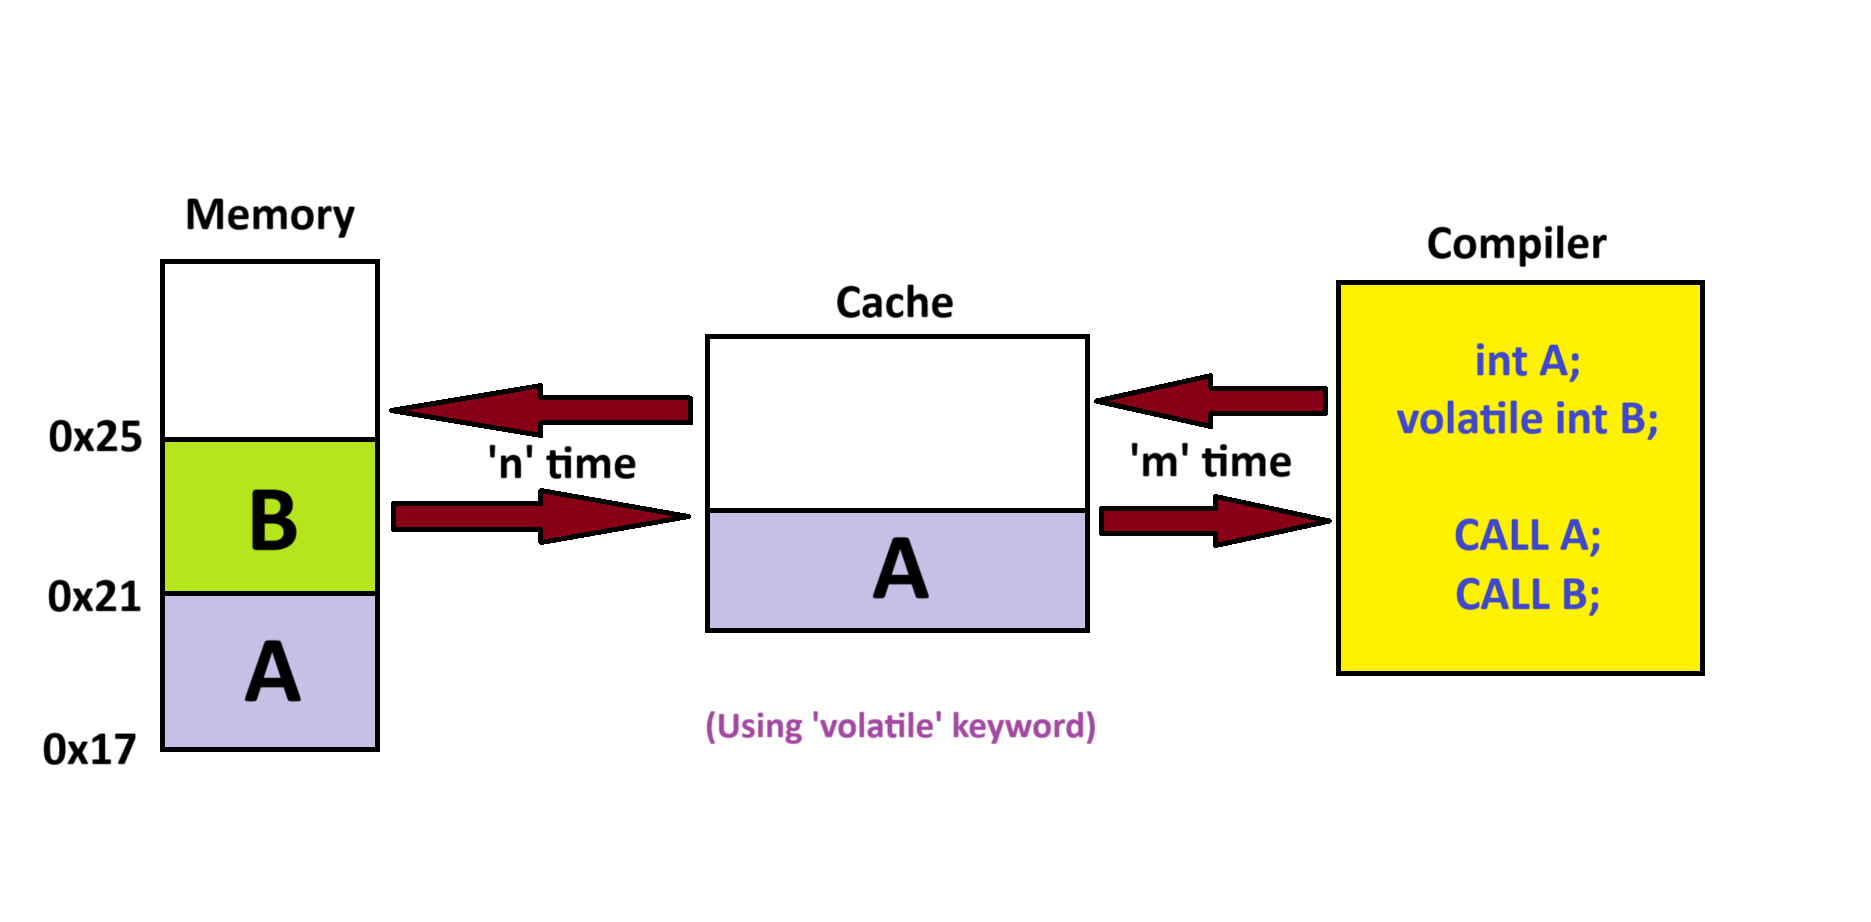 Memory
0x25
B
0x21
A
0x17
'n' time
Cache
A
(Using 'volatile' keyword)
'm' time
Compiler
int A;
volatile int B;
CALL A;
CALL B;